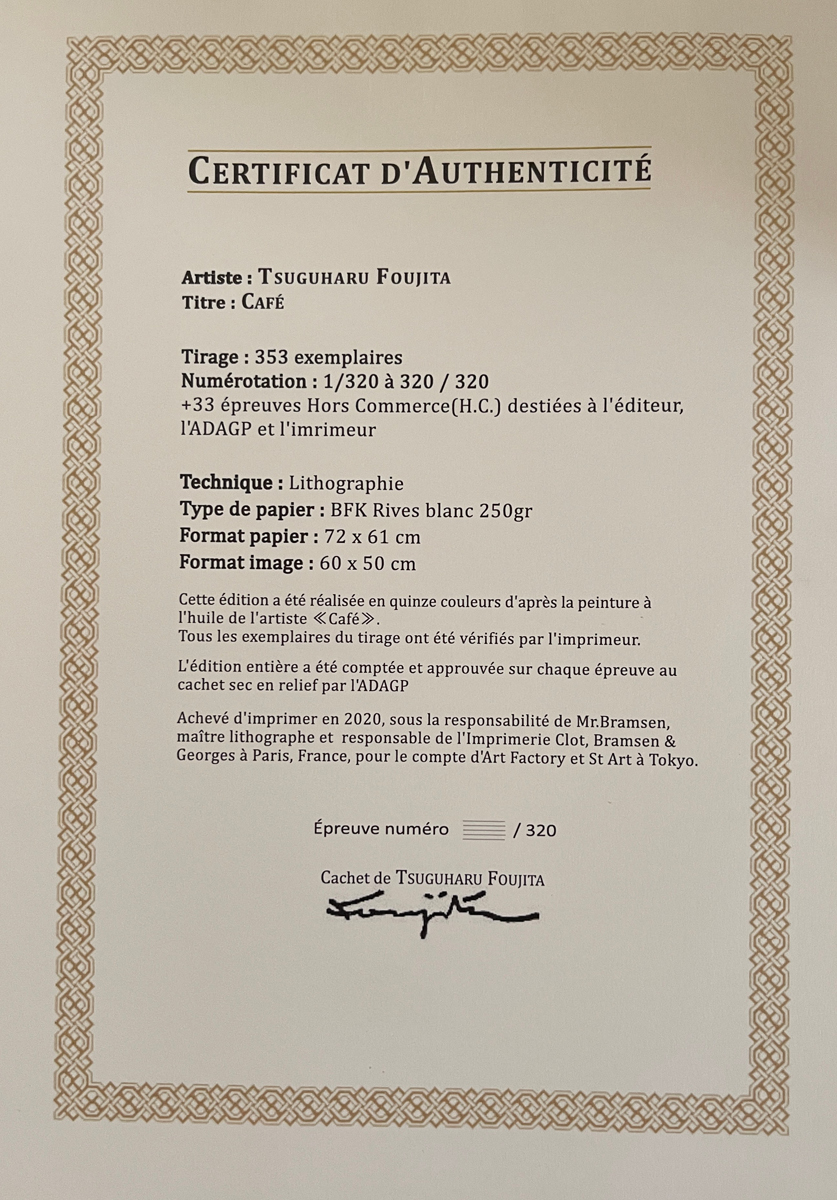 CERTIFICAT D'AUTHENTICITÉ
Artiste : TSUGUHARU FOUJITA
Titre : CAFÉ
Tirage : 353 exemplaires
Numérotation : 1/320 à 320 / 320
+33 épreuves Hors Commerce(H.C.) destiées à l'éditeur,
l'ADAGP et l'imrimeur
Technique : Lithographie
Type de papier : BFK Rives blanc 250gr
Format papier : 72 x 61 cm
Format image : 60 x 50 cm
Cette édition a été réalisée en quinze couleurs d'après la peinture à
l'huile de l'artiste ≪Café≫.
Tous les exemplaires du tirage ont été vérifiés par l'imprimeur.
L'édition entière a été comptée et approuvée sur chaque épreuve au
cachet sec en relief par l'ADAGP
Achevé d'imprimer en 2020, sous la responsabilité de Mr.Bramsen,
maître lithographe et responsable de l'Imprimerie Clot, Bramsen &
Georges à Paris, France, pour le compte d'Art Factory et St Art à Tokyo.
Épreuve numéro / 320
Cachet de TSUGUHARU FOUJITA
Foujita